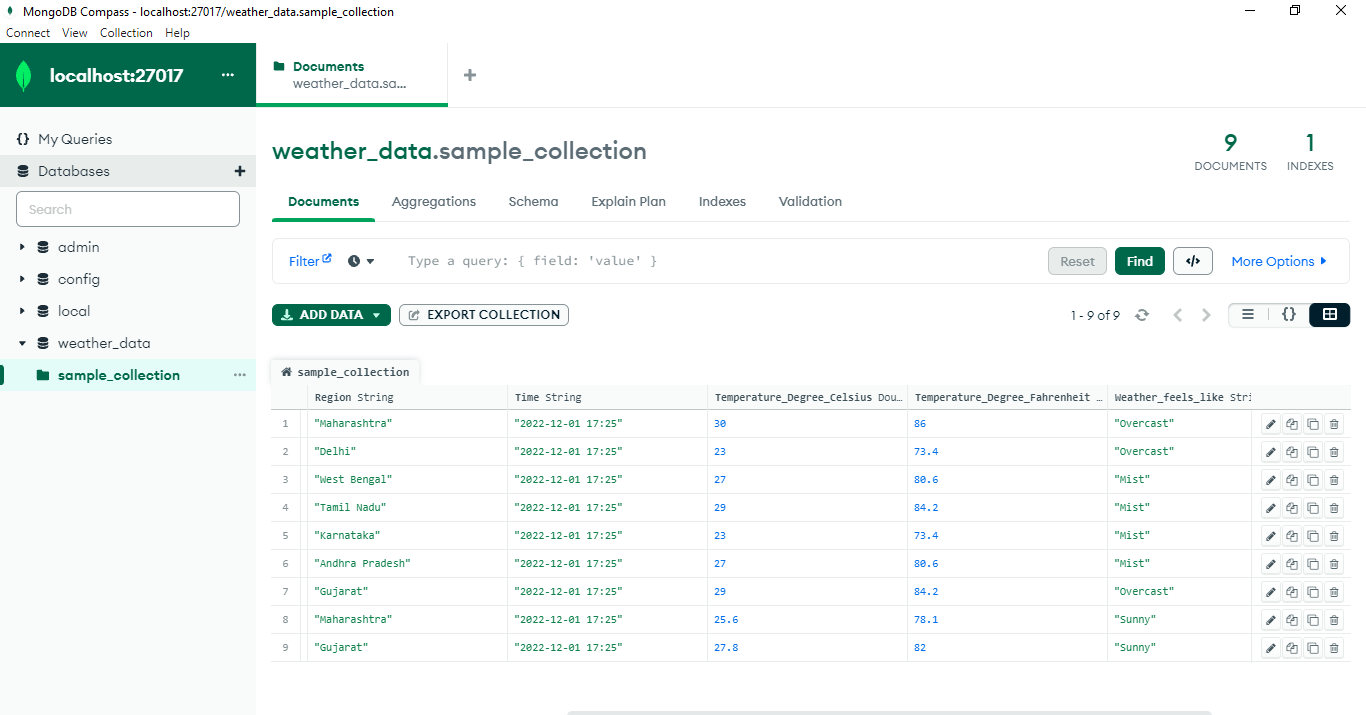 MongoDB Compass - localhost:27017/weather_data.sample_collection
Connect View Collection Help
localhost:27017 ...
Documents
weather_data.sa...
+
{} My Queries
Databases +
Search
admin
config
local
weather_data
sample_collection ...
weather_data.sample_collection
9
DOCUMENTS
1
INDEXES
Documents Aggregations Schema Explain Plan Indexes Validation
Filter Type a query: { field: 'value' } Reset Find </> More Options
ADD DATA EXPORT COLLECTION 1 - 9 of 9 {}
sample_collection
Region String Time String Temperature_Degree_Celsius Dou… Temperature_Degree_Fahrenheit … Weather_feels_like Stri
1 "Maharashtra" "2022-12-01 17:25" 30 86 "Overcast"
2 "Delhi" "2022-12-01 17:25" 23 73.4 "Overcast"
3 "West Bengal" "2022-12-01 17:25" 27 80.6 "Mist"
4 "Tamil Nadu" "2022-12-01 17:25" 29 84.2 "Mist"
5 "Karnataka" "2022-12-01 17:25" 23 73.4 "Mist"
6 "Andhra Pradesh" "2022-12-01 17:25" 27 80.6 "Mist"
7 "Gujarat" "2022-12-01 17:25" 29 84.2 "Overcast"
8 "Maharashtra" "2022-12-01 17:25" 25.6 78.1 "Sunny"
9 "Gujarat" "2022-12-01 17:25" 27.8 82 "Sunny"